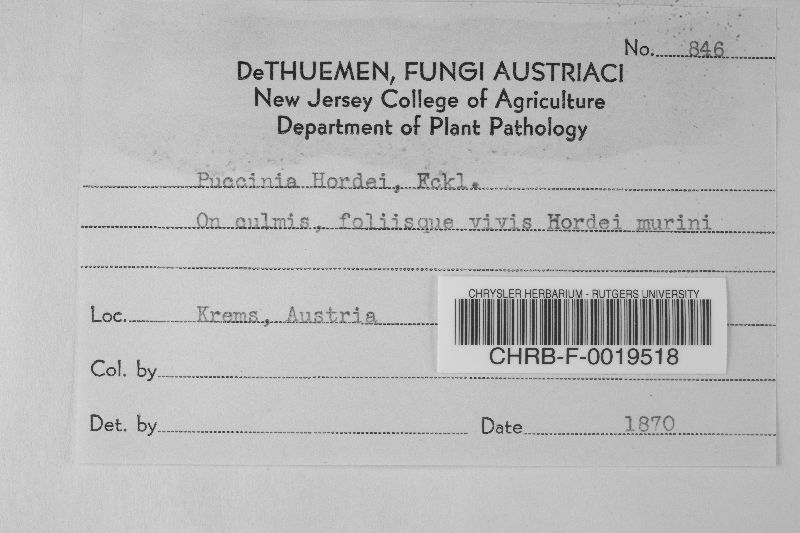 No. 846
DeTHUEMEN, FUNGI AUSTRIACI
New Jersey College of Agriculture
Department of Plant Pathology
Puccinia Hordei, Fckl.
On culmis, foliisque vivis Hordei murini
Loc. Krems, Austria
CHRYSLER HERBARIUM - RUTGERS UNIVERSITY
CHRB-F-0019518
Col. by
Det. by
Date 1870